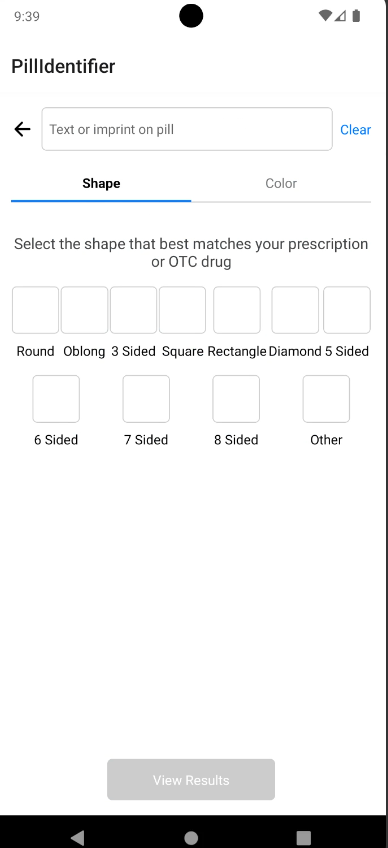 9:39
PillIdentifier
Text or imprint on pill
Clear
Shape
Color
Select the shape that best matches your prescription
or OTC drug
Round Oblong 3 Sided Square Rectangle Diamond 5 Sided
6 Sided 7 Sided 8 Sided Other
View Results